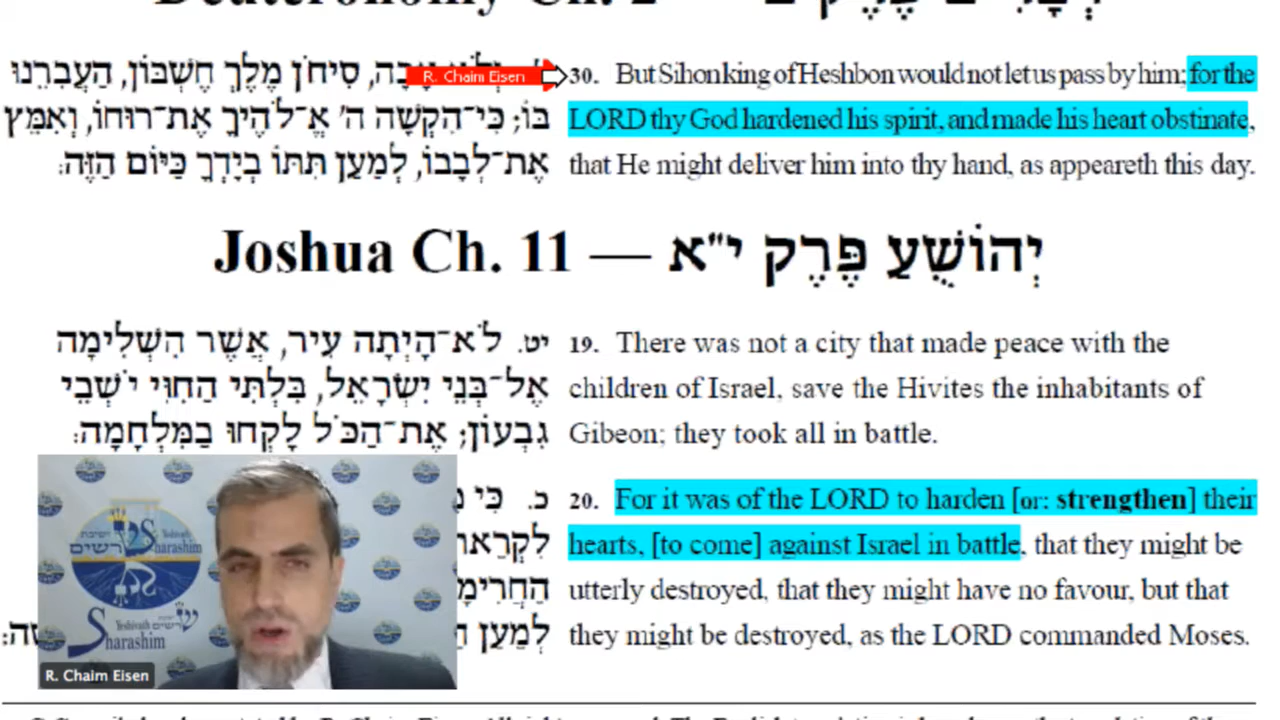 30. But Sihon king of Heshbon would not let us pass by him; for the
LORD thy God hardened his spirit, and made his heart obstinate,
that He might deliver him into thy hand, as appeareth this day.
סִיחֹן מֶלֶךְ חֶשְׁבּוֹן, הַעֲבִרֵנוּ
בּוֹ; כִּי־הִקְשָׁה ה' אֱ־לֹהֶיךָ אֶת־רוּחוֹ, וְאִמֵּץ
אֶת־לְבָבוֹ, לְמַעַן תִּתּוֹ בְיָדְךָ כַּיּוֹם הַזֶּה:
R. Chaim Eisen
Joshua Ch. 11 — יְהוֹשֻׁעַ פֶּרֶק י"א
19. There was not a city that made peace with the
children of Israel, save the Hivites the inhabitants of
Gibeon; they took all in battle.
יט. לֹא־הָיְתָה עִיר, אֲשֶׁר הִשְׁלִימָה
אֶל־בְּנֵי יִשְׂרָאֵל, בִּלְתִּי הַחִוִּי יֹשְׁבֵי
גִבְעוֹן; אֶת־הַכֹּל לָקְחוּ בַמִּלְחָמָה:
20. For it was of the LORD to harden [or: strengthen] their
hearts, [to come] against Israel in battle, that they might be
utterly destroyed, that they might have no favour, but that
they might be destroyed, as the LORD commanded Moses.
כ. כִּי
לְמַעַן
Yeshivath
Sharashim
ישיבת
שרשים
Yeshivath
Sharashim
R. Chaim Eisen